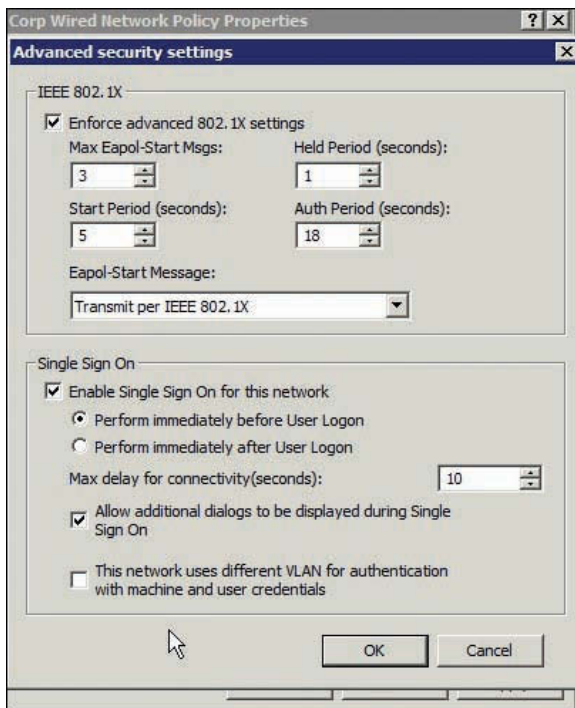 Corp Wired Network Policy Properties
Advanced security settings
IEEE 802.1X
Enforce advanced 802.1X settings
Max Eapol-Start Msgs: Held Period (seconds):
3 1
Start Period (seconds): Auth Period (seconds):
5 18
Eapol-Start Message:
Transmit per IEEE 802.1X
Single Sign On
Enable Single Sign On for this network
Perform immediately before User Logon
Perform immediately after User Logon
Max delay for connectivity(seconds): 10
Allow additional dialogs to be displayed during Single
Sign On
This network uses different VLAN for authentication
with machine and user credentials
OK Cancel